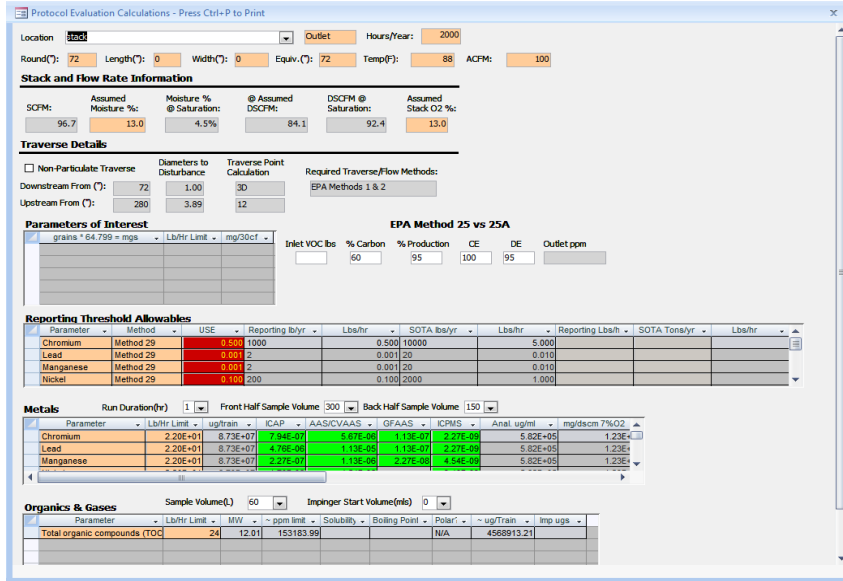 Protocol Evaluation Calculations - Press Ctrl+P to Print x
Location stack Outlet Hours/Year: 2000
Round("): 72 Length("): 0 Width("): 0 Equiv.("): 72 Temp(F): 88 ACFM: 100
Stack and Flow Rate Information
SCFM: Assumed Moisture %: Moisture % @ Saturation: @ Assumed DSCFM: DSCFM @ Saturation: Assumed Stack O2 %:
96.7 13.0 4.5% 84.1 92.4 13.0
Traverse Details
Non-Particulate Traverse Diameters to Disturbance Traverse Point Calculation Required Traverse/Flow Methods:
Downstream From ("): 72 1.00 3D EPA Methods 1 & 2
Upstream From ("): 280 3.89 12
Parameters of Interest EPA Method 25 vs 25A
grains * 64.799 = mgs Lb/Hr Limit mg/30cf
Inlet VOC lbs % Carbon % Production CE DE Outlet ppm
60 95 100 95
Reporting Threshold Allowables
Parameter Method USE Reporting lb/yr Lbs/hr SOTA lbs/yr Lbs/hr Reporting Lbs/h SOTA Tons/yr Lbs/hr
Chromium Method 29 0.500 1000 0.500 10000 5.000
Lead Method 29 0.001 2 0.001 20 0.010
Manganese Method 29 0.001 2 0.001 20 0.010
Nickel Method 29 0.100 200 0.100 2000 1.000
Metals Run Duration(hr) 1 Front Half Sample Volume 300 Back Half Sample Volume 150
Parameter Lb/Hr Limit ug/train ICAP AAS/CVAAS GFAAS ICPMS Anal. ug/ml mg/dscm 7%O2
Chromium 2.20E+01 8.73E+07 7.94E-07 5.67E-06 1.13E-07 2.27E-09 5.82E+05 1.23E+
Lead 2.20E+01 8.73E+07 4.76E-06 1.13E-05 1.13E-07 2.27E-09 5.82E+05 1.23E+
Manganese 2.20E+01 8.73E+07 2.27E-07 1.13E-06 2.27E-08 4.54E-09 5.82E+05 1.23E+
Organics & Gases Sample Volume(L) 60 Impinger Start Volume(mls) 0
Parameter Lb/Hr Limit MW ~ ppm limit Solubility Boiling Point Polar? ~ ug/Train Imp ugs
Total organic compounds (TOC 24 12.01 153183.99 N/A 4568913.21